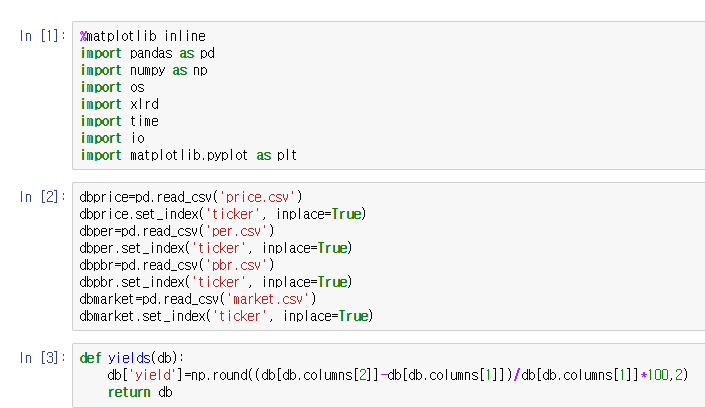 In [1]: %matplotlib inline
import pandas as pd
import numpy as np
import os
import xlrd
import time
import io
import matplotlib.pyplot as plt
In [2]: dbprice=pd.read_csv('price.csv')
dbprice.set_index('ticker', inplace=True)
dbper=pd.read_csv('per.csv')
dbper.set_index('ticker', inplace=True)
dbpbr=pd.read_csv('pbr.csv')
dbpbr.set_index('ticker', inplace=True)
dbmarket=pd.read_csv('market.csv')
dbmarket.set_index('ticker', inplace=True)
In [3]: def yields(db):
    db['yield']=np.round((db[db.columns[2]]-db[db.columns[1]])/db[db.columns[1]]*100,2)
    return db